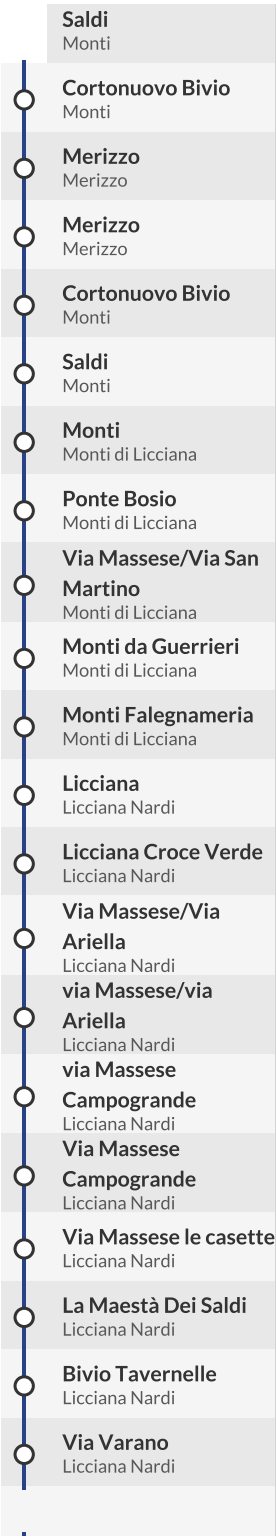 Saldi
Monti
Cortonuovo Bivio
Monti
Merizzo
Merizzo
Merizzo
Merizzo
Cortonuovo Bivio
Monti
Saldi
Monti
Monti
Monti di Licciana
Ponte Bosio
Monti di Licciana
Via Massese/Via San
Martino
Monti di Licciana
Monti da Guerrieri
Monti di Licciana
Monti Falegnameria
Monti di Licciana
Licciana
Licciana Nardi
Licciana Croce Verde
Licciana Nardi
Via Massese/Via
Ariella
Licciana Nardi
via Massese/via
Ariella
Licciana Nardi
via Massese
Campogrande
Licciana Nardi
Via Massese
Campogrande
Licciana Nardi
Via Massese le casette
Licciana Nardi
La Maestà Dei Saldi
Licciana Nardi
Bivio Tavernelle
Licciana Nardi
Via Varano
Licciana Nardi